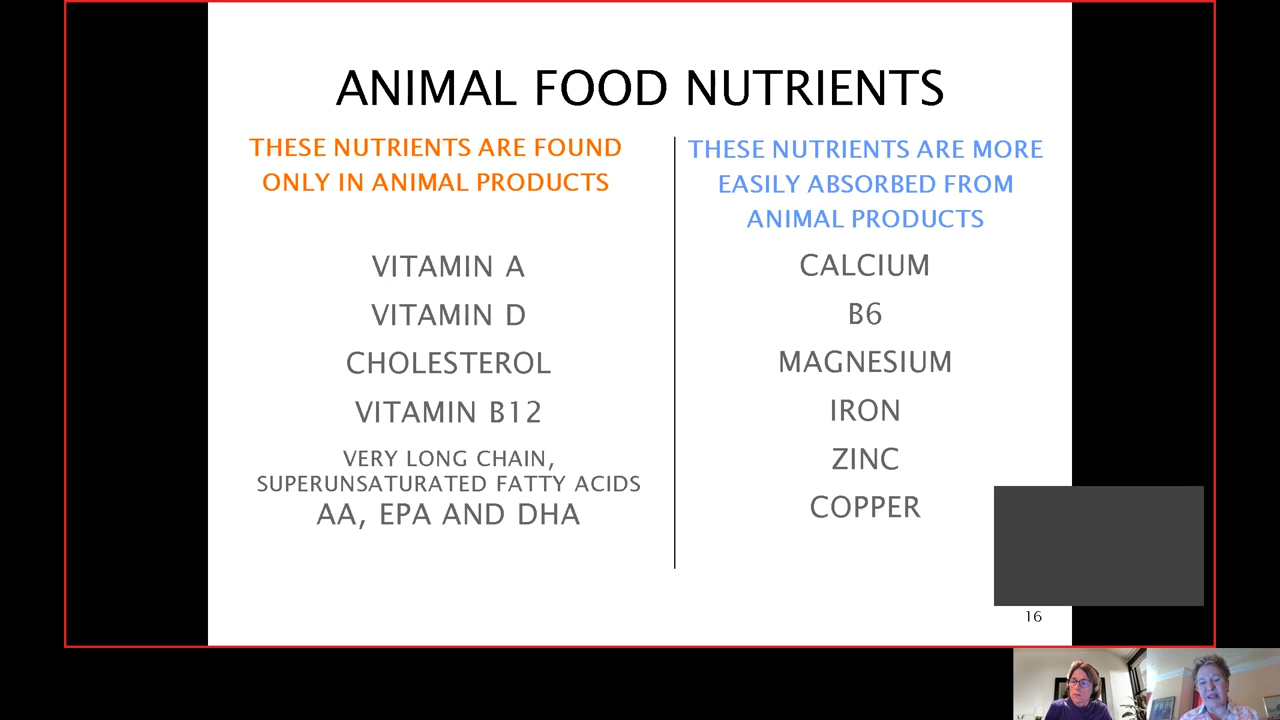 ANIMAL FOOD NUTRIENTS
THESE NUTRIENTS ARE FOUND
ONLY IN ANIMAL PRODUCTS
VITAMIN A
VITAMIN D
CHOLESTEROL
VITAMIN B12
VERY LONG CHAIN,
SUPERUNSATURATED FATTY ACIDS
AA, EPA AND DHA
THESE NUTRIENTS ARE MORE
EASILY ABSORBED FROM
ANIMAL PRODUCTS
CALCIUM
B6
MAGNESIUM
IRON
ZINC
COPPER
16